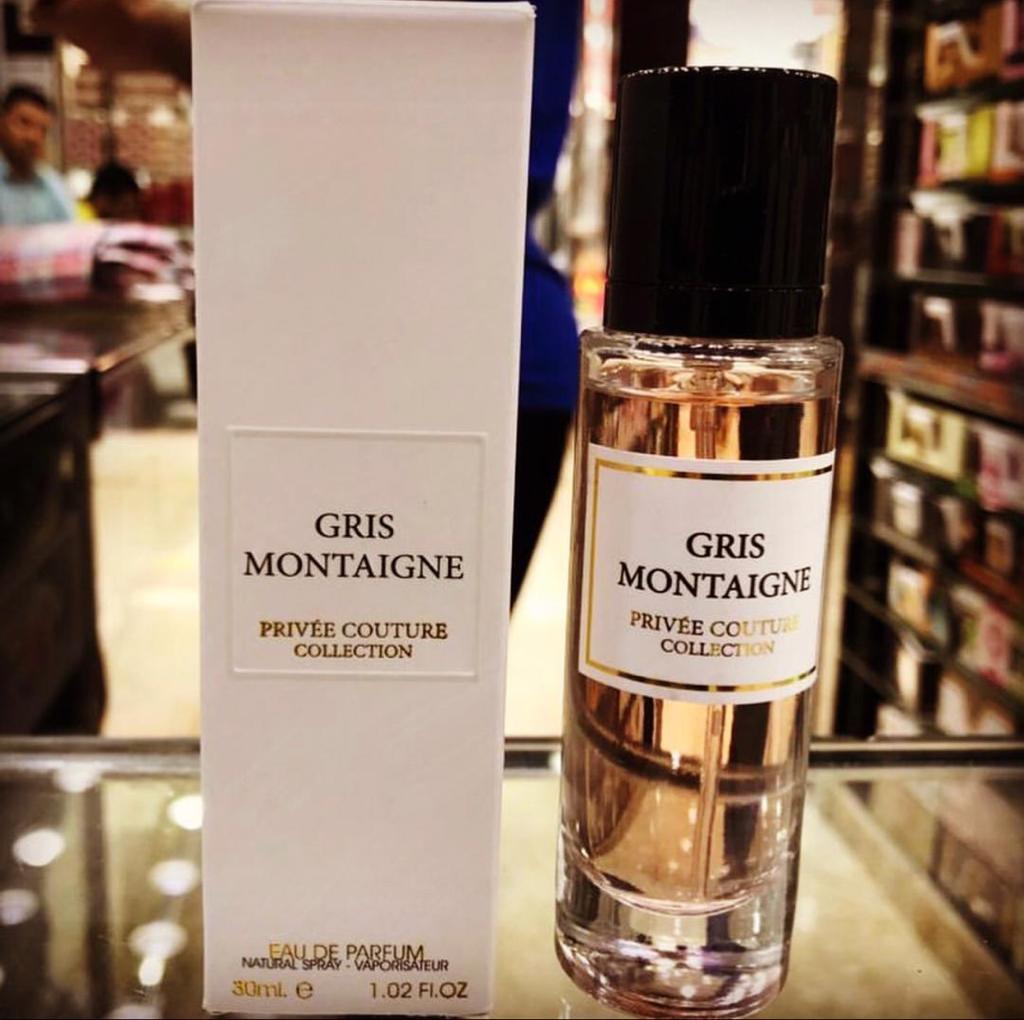 GRIS
MONTAIGNE
PRIVÉE COUTURE
COLLECTION
EAU DE PARFUM
NATURAL SPRAY - VAPORISATEUR
30ml. e 1.02 Fl.OZ
GRIS
MONTAIGNE
PRIVÉE COUTURE
COLLECTION